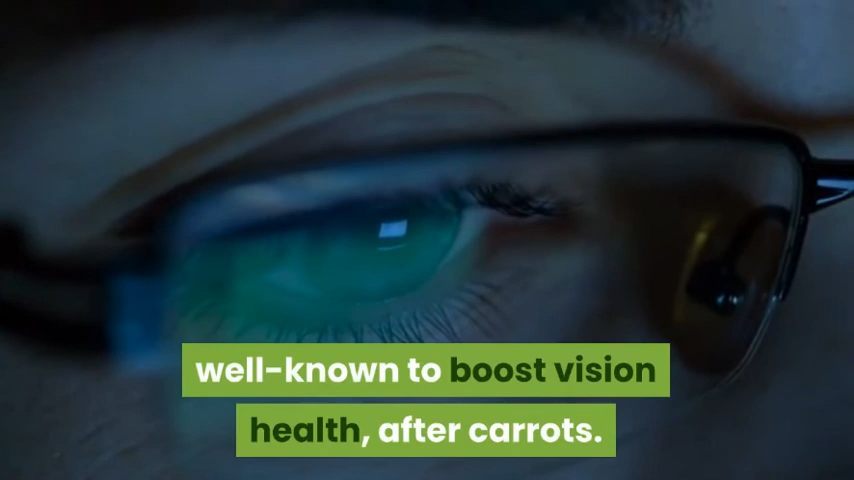 well-known to boost vision
health, after carrots.